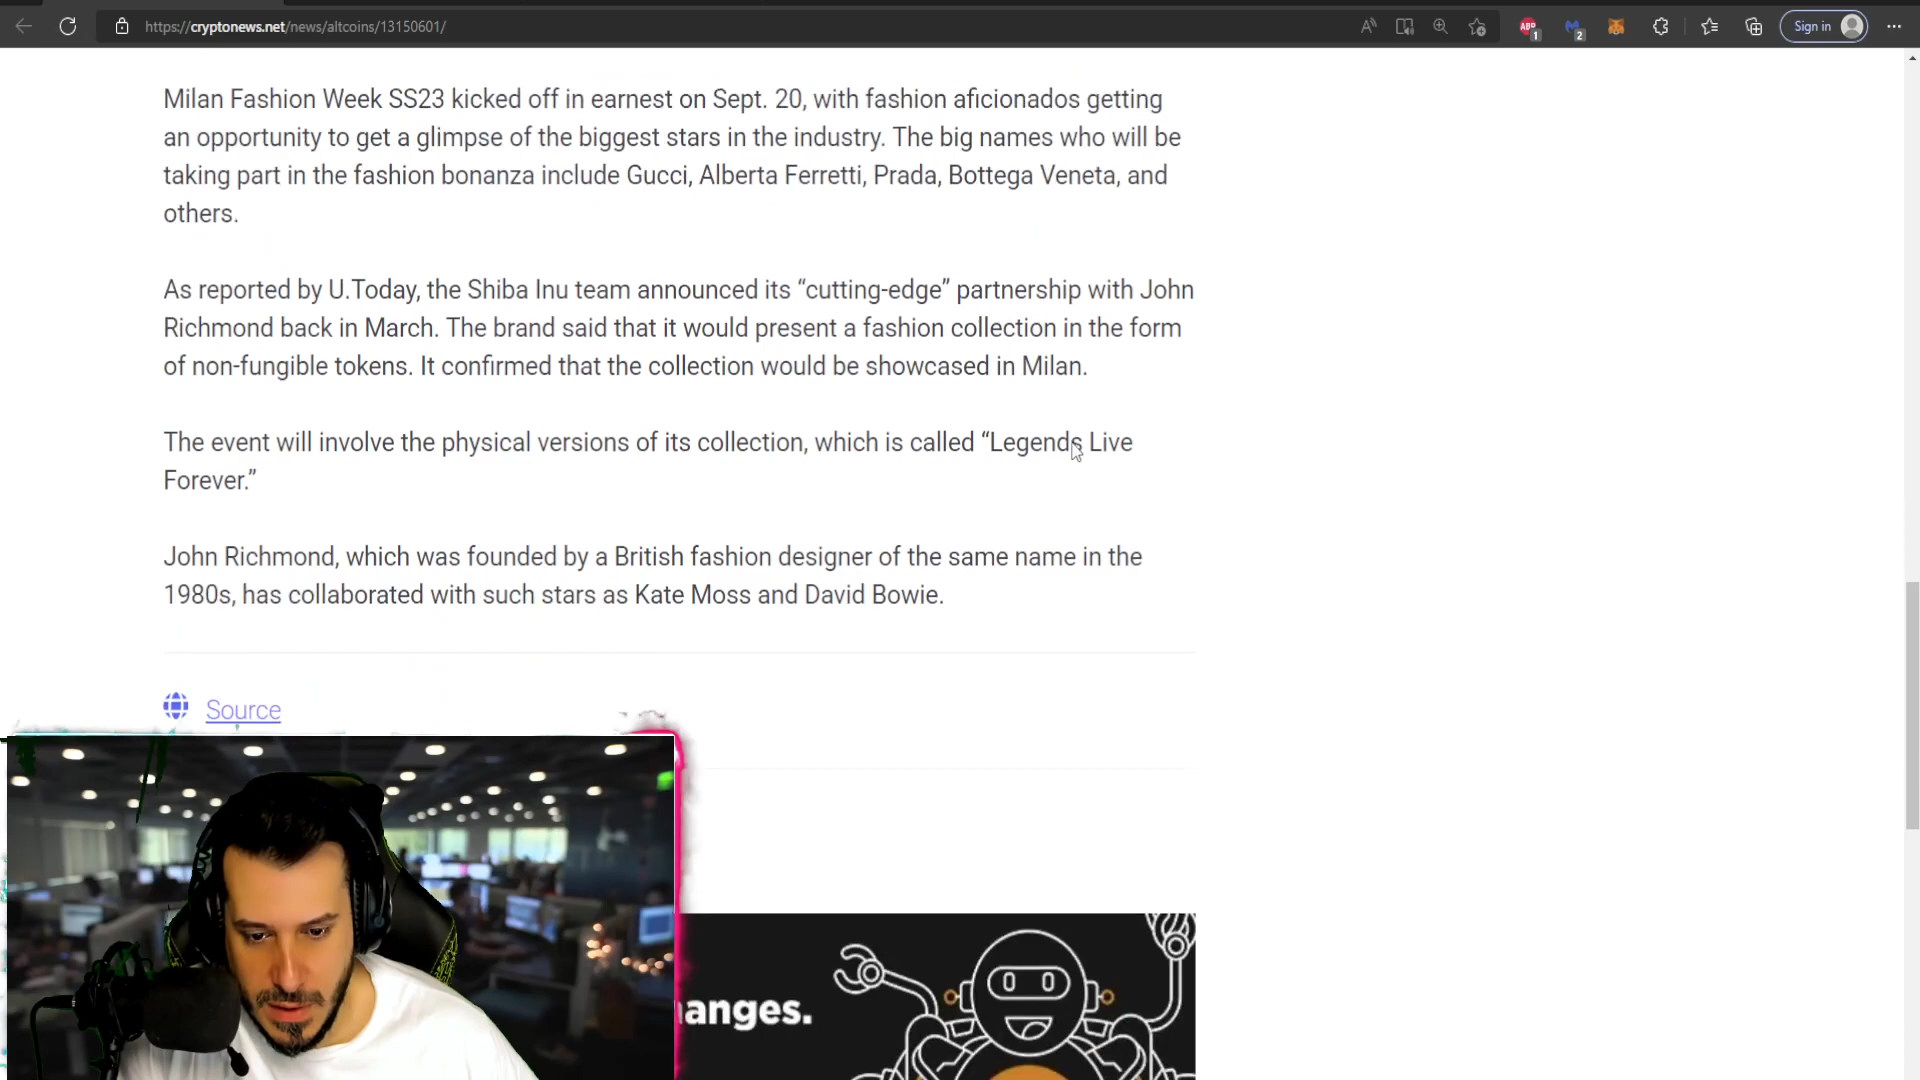 https://cryptonews.net/news/altcoins/13150601/
A
ABP
1
2
Sign in
Milan Fashion Week SS23 kicked off in earnest on Sept. 20, with fashion aficionados getting
an opportunity to get a glimpse of the biggest stars in the industry. The big names who will be
taking part in the fashion bonanza include Gucci, Alberta Ferretti, Prada, Bottega Veneta, and
others.
As reported by U.Today, the Shiba Inu team announced its “cutting-edge” partnership with John
Richmond back in March. The brand said that it would present a fashion collection in the form
of non-fungible tokens. It confirmed that the collection would be showcased in Milan.
The event will involve the physical versions of its collection, which is called “Legends Live
Forever.”
John Richmond, which was founded by a British fashion designer of the same name in the
1980s, has collaborated with such stars as Kate Moss and David Bowie.
Source
anges.